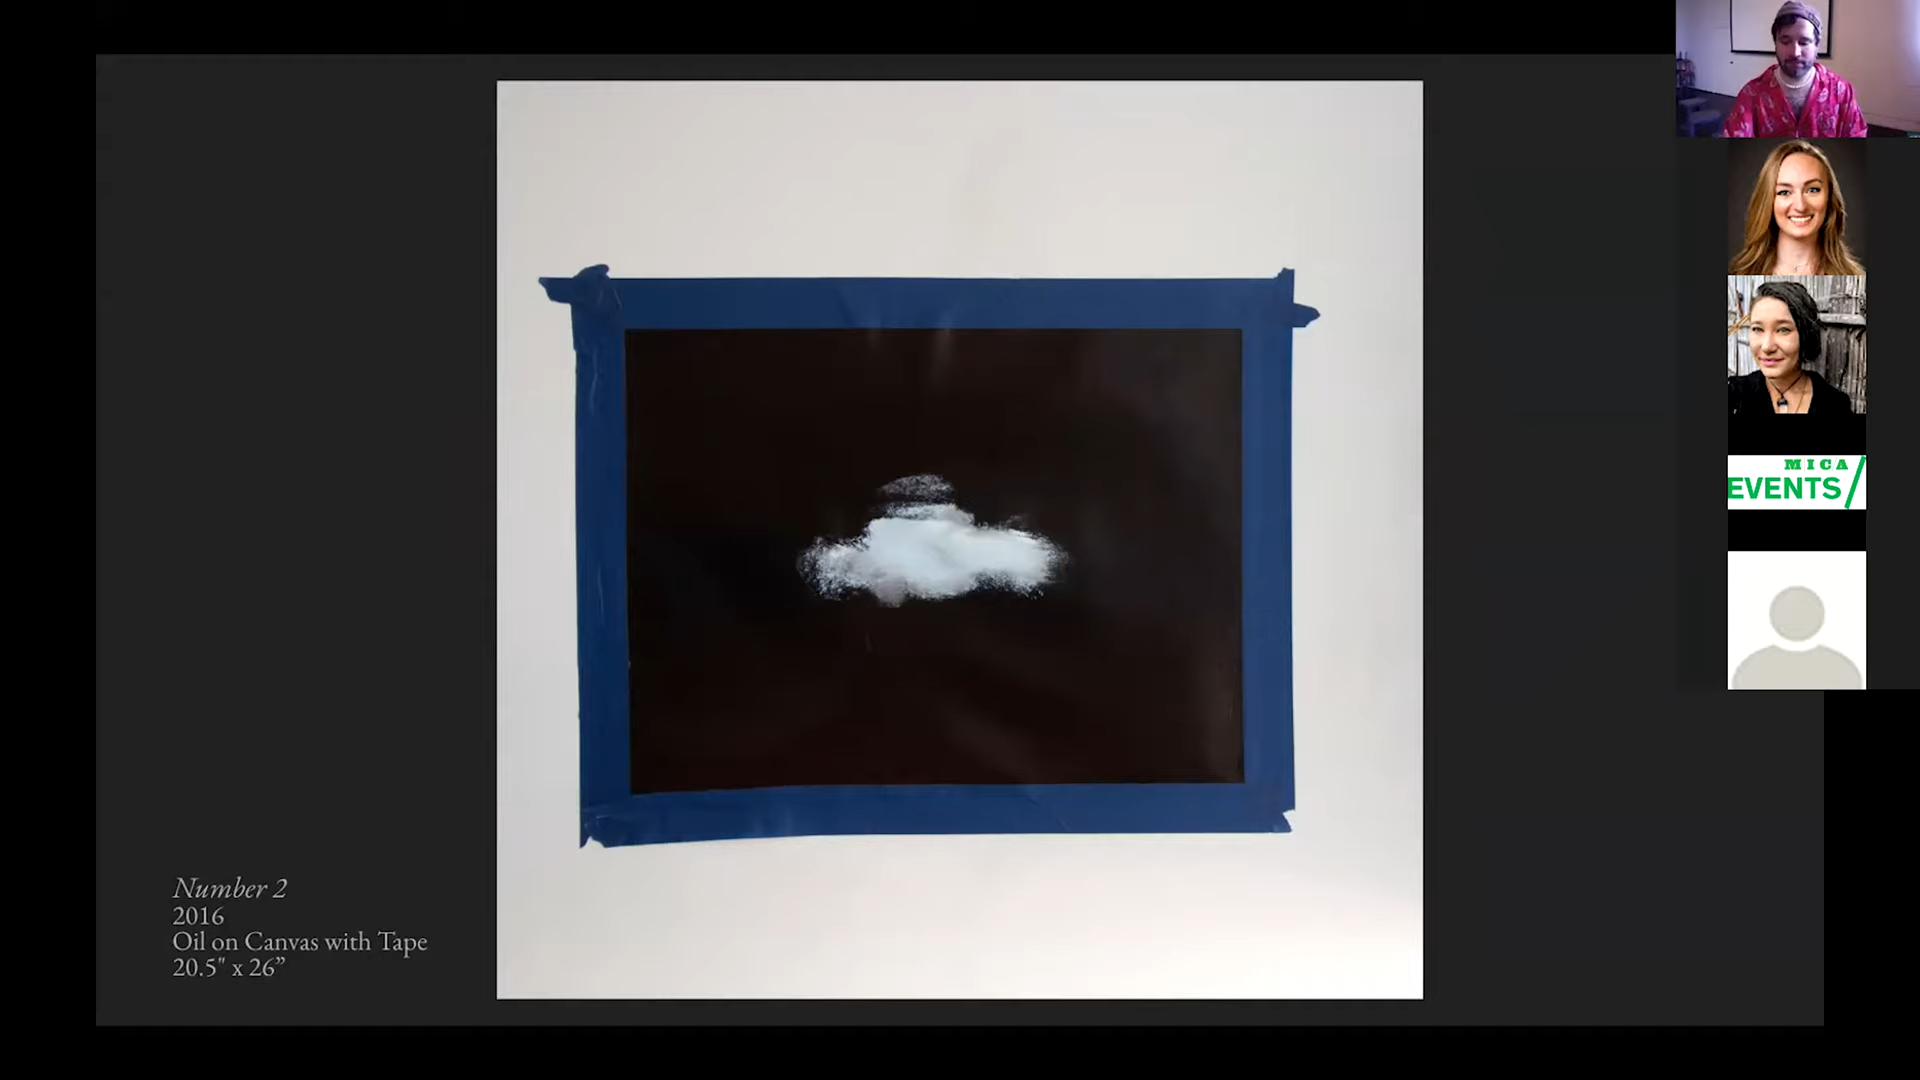 MICA
EVENTS/
Number 2
2016
Oil on Canvas with Tape
20.5" x 26”